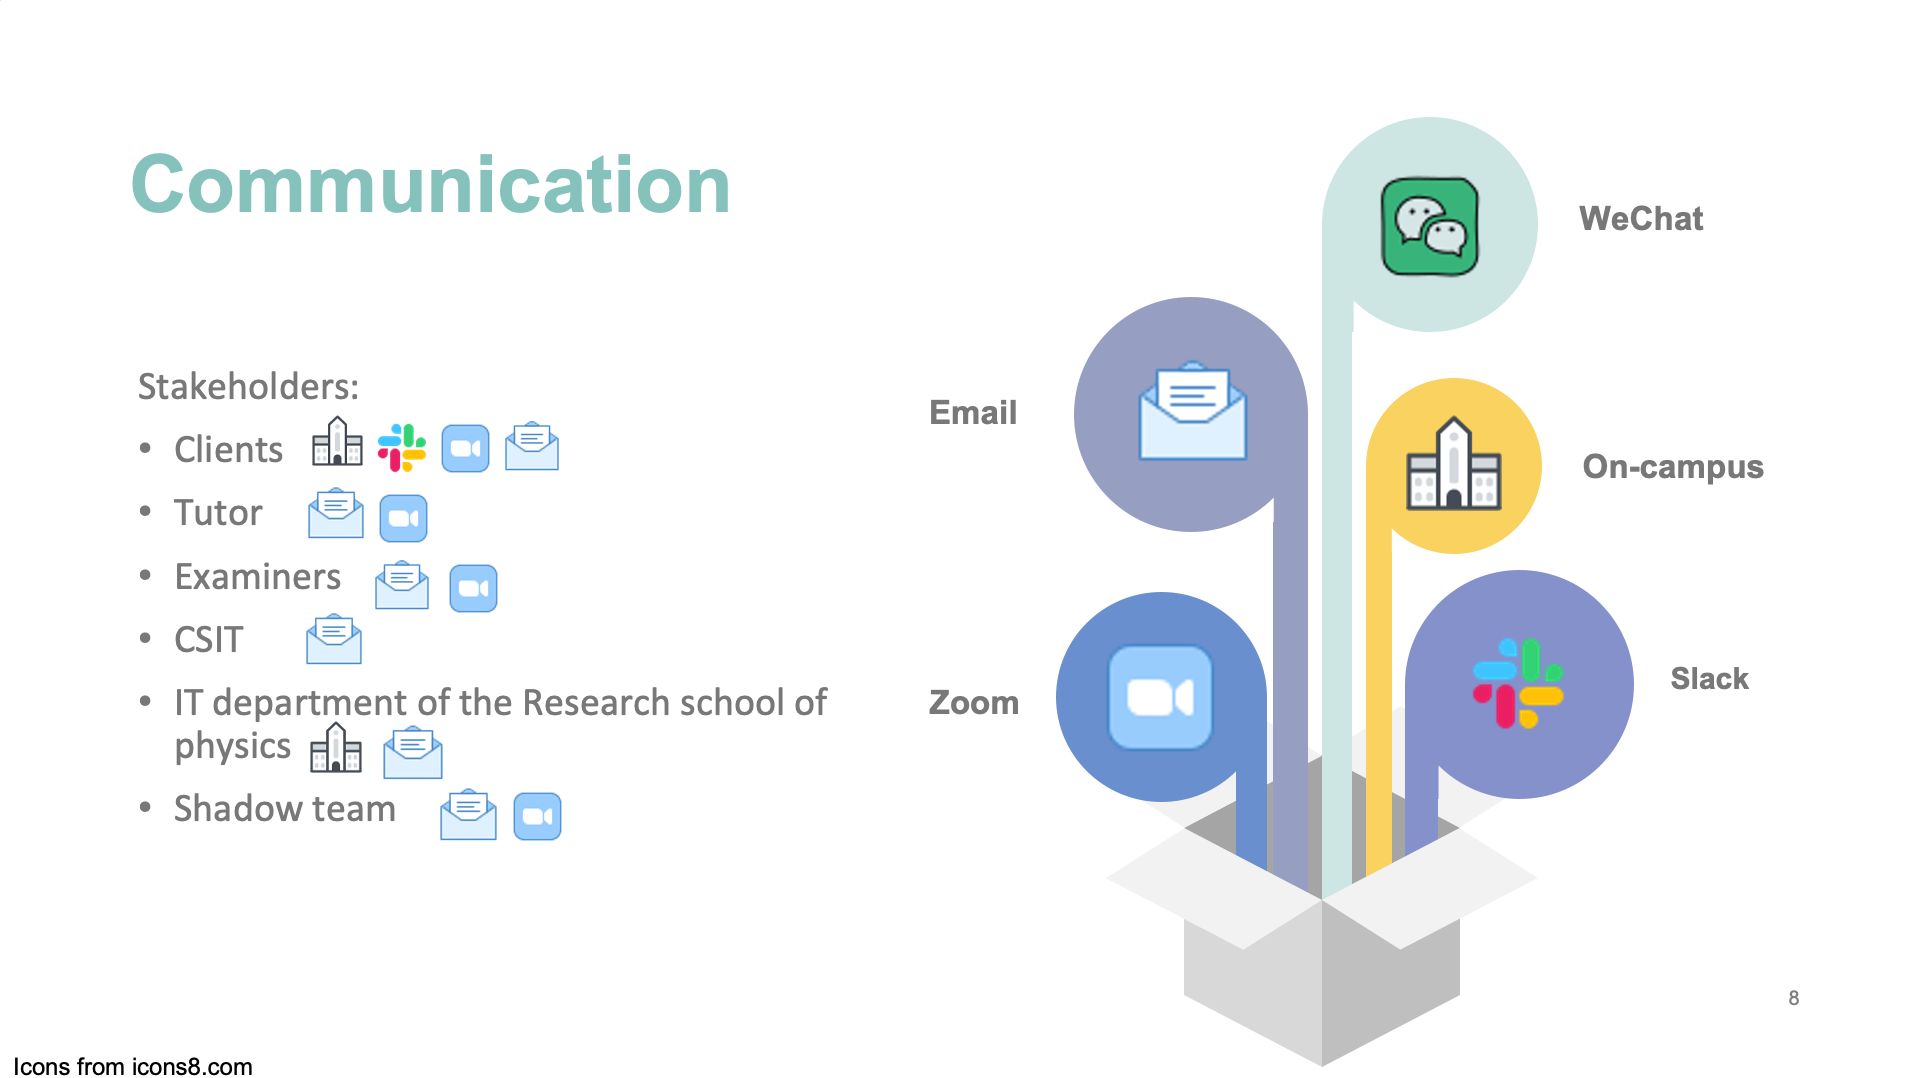 Communication
Stakeholders:
• Clients
• Tutor
• Examiners
• CSIT
• IT department of the Research school of
physics
• Shadow team
WeChat
Email
On-campus
Slack
Zoom
8
Icons from icons8.com